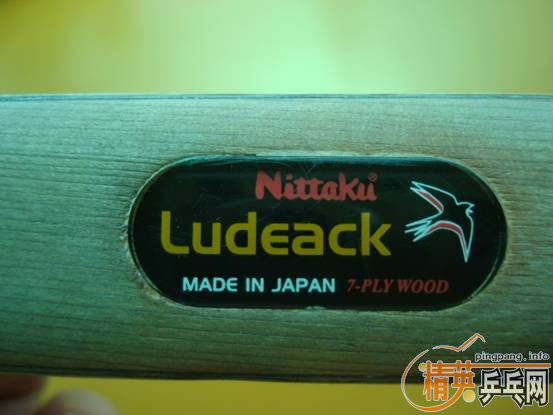 Nittaku
Ludeack
MADE IN JAPAN 7-PLY WOOD
pingpang.info
精英乒乓网